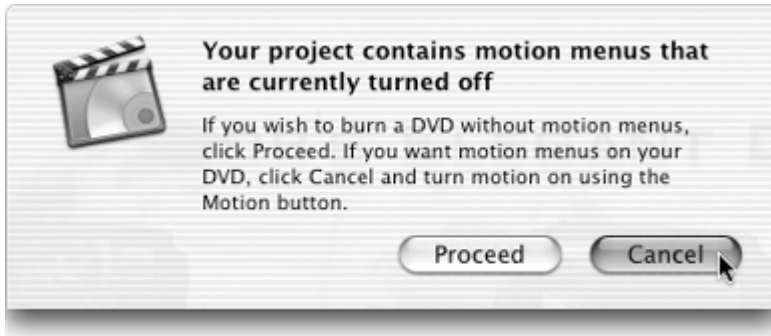 Your project contains motion menus that
are currently turned off
If you wish to burn a DVD without motion menus,
click Proceed. If you want motion menus on your
DVD, click Cancel and turn motion on using the
Motion button.
Proceed Cancel